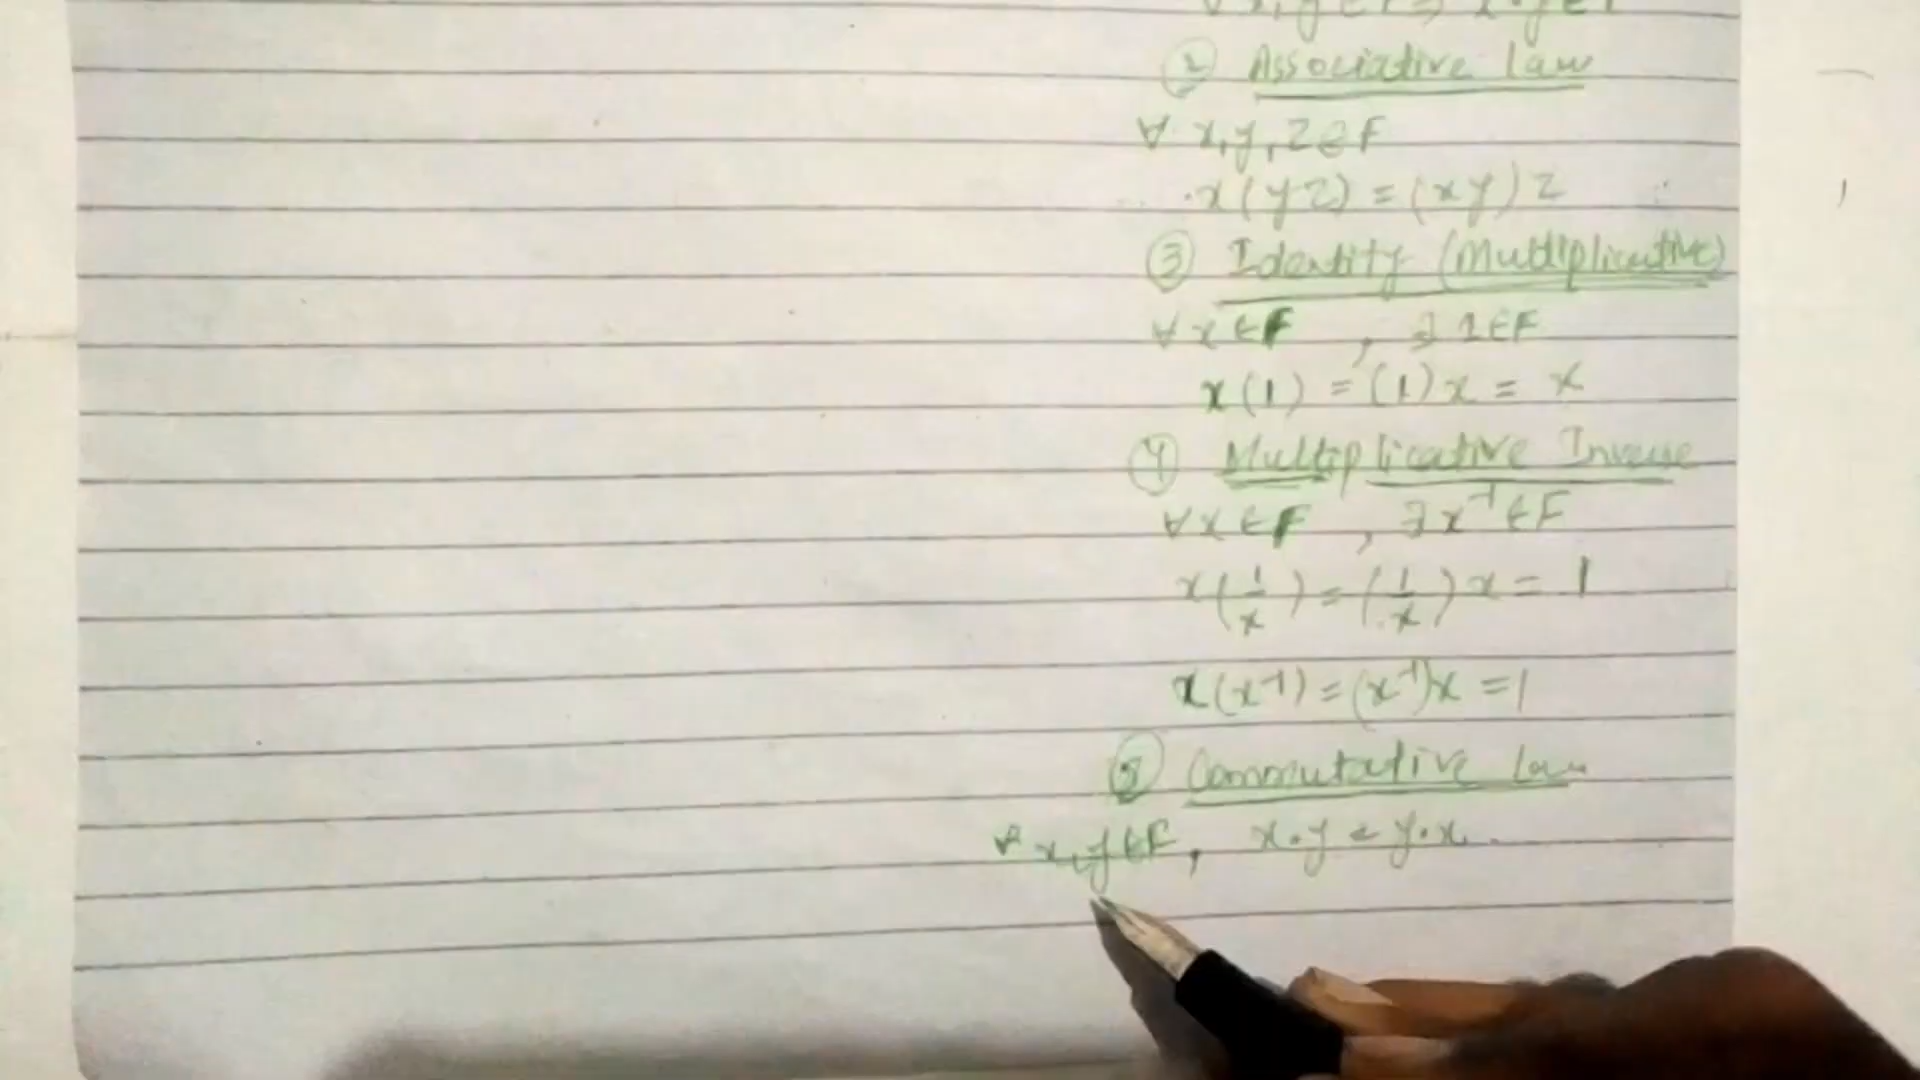 ∀ x,y ∈ F ⇒ x·y ∈ F
② Associative Law
∀ x,y,z ∈ F
x(yz) = (xy)z
③ Identity (Multiplicative)
∀ x ∈ F , ∃ 1 ∈ F
x(1) = (1)x = x
④ Multiplicative Inverse
∀ x ∈ F , ∃ x⁻¹ ∈ F
x(1/x) = (1/x)x = 1
x(x⁻¹) = (x⁻¹)x = 1
⑤ Commutative Law
∀ x,y ∈ F, x·y = y·x